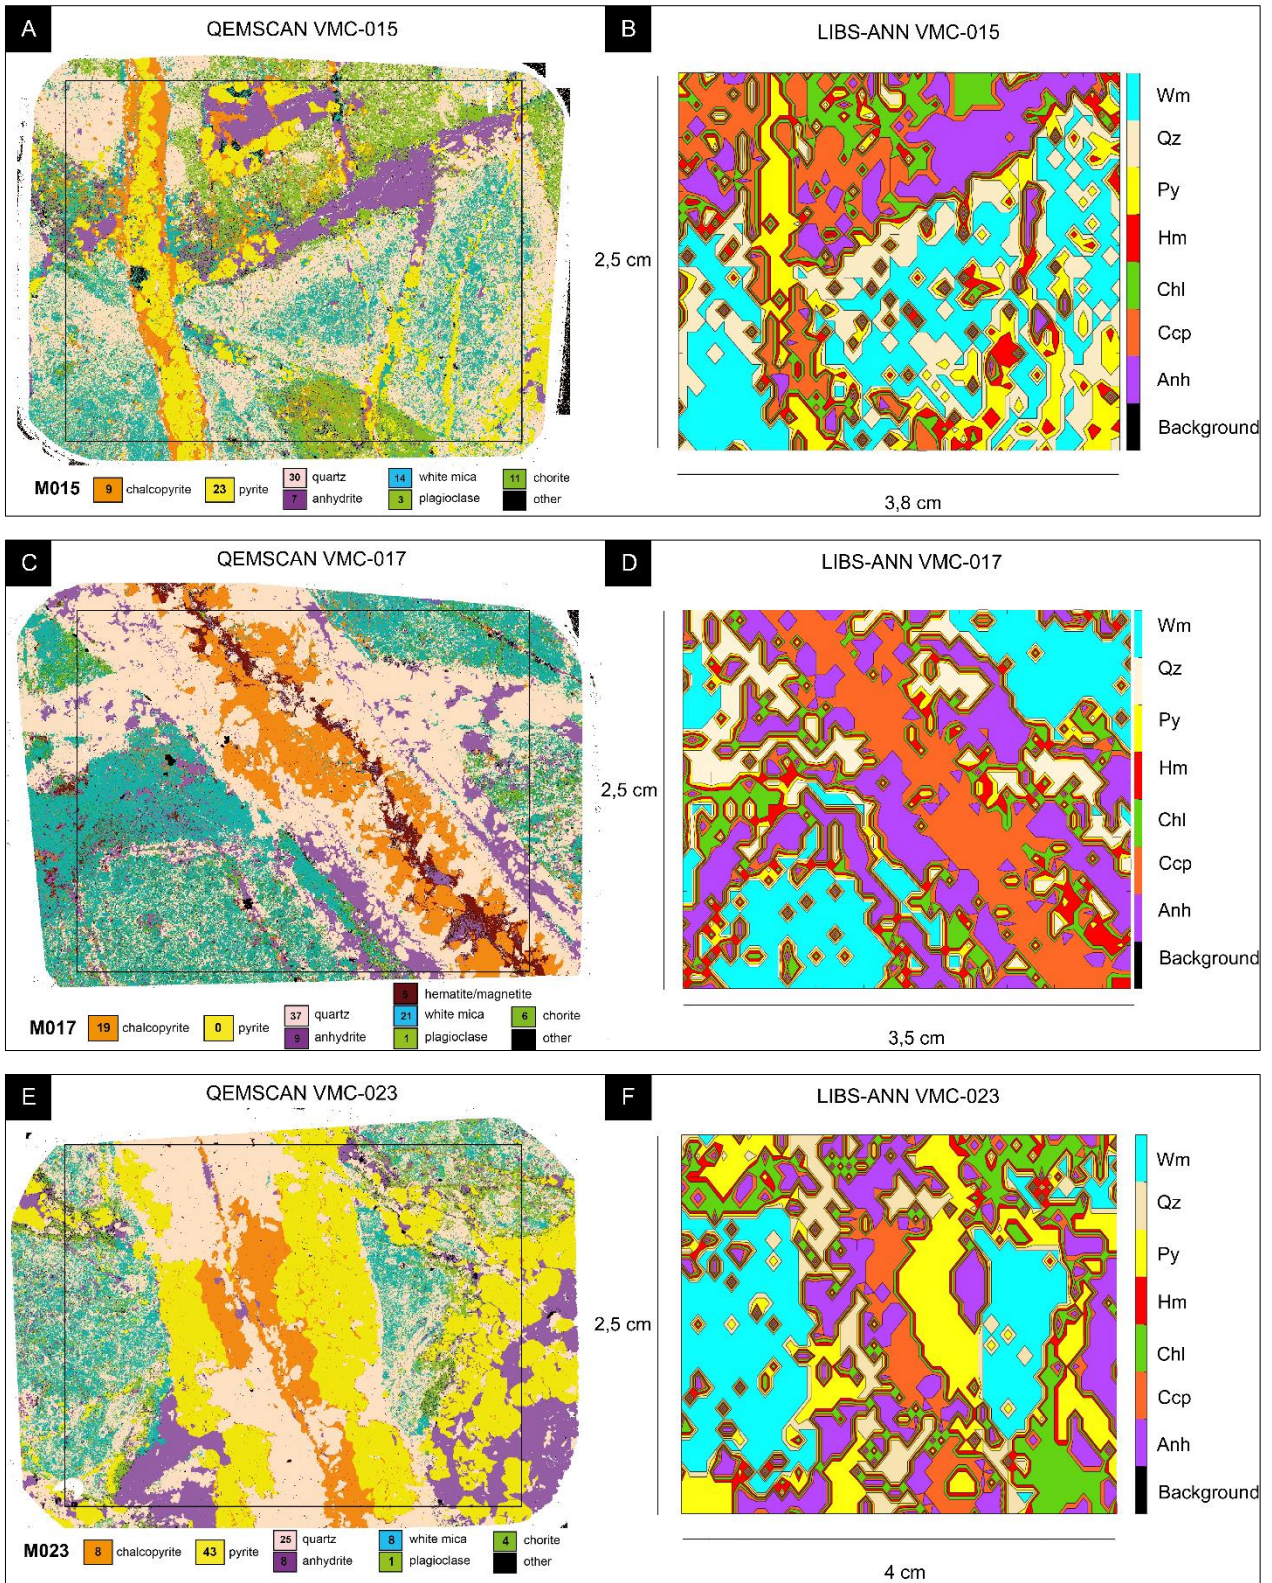 A
QEMSCAN VMC-015
B
LIBS-ANN VMC-015
2,5 cm
Wm
Qz
Py
Hm
Chl
Ccp
Anh
Background
3,8 cm
M015 9 chalcopyrite 23 pyrite
30 quartz 14 white mica 11 chorite
7 anhydrite 3 plagioclase other
C
QEMSCAN VMC-017
D
LIBS-ANN VMC-017
2,5 cm
Wm
Qz
Py
Hm
Chl
Ccp
Anh
Background
3,5 cm
5 hematite/magnetite
M017 19 chalcopyrite 0 pyrite
37 quartz 21 white mica 6 chorite
9 anhydrite 1 plagioclase other
E
QEMSCAN VMC-023
F
LIBS-ANN VMC-023
2,5 cm
Wm
Qz
Py
Hm
Chl
Ccp
Anh
Background
4 cm
M023 8 chalcopyrite 43 pyrite
25 quartz 8 white mica 4 chorite
8 anhydrite 1 plagioclase other